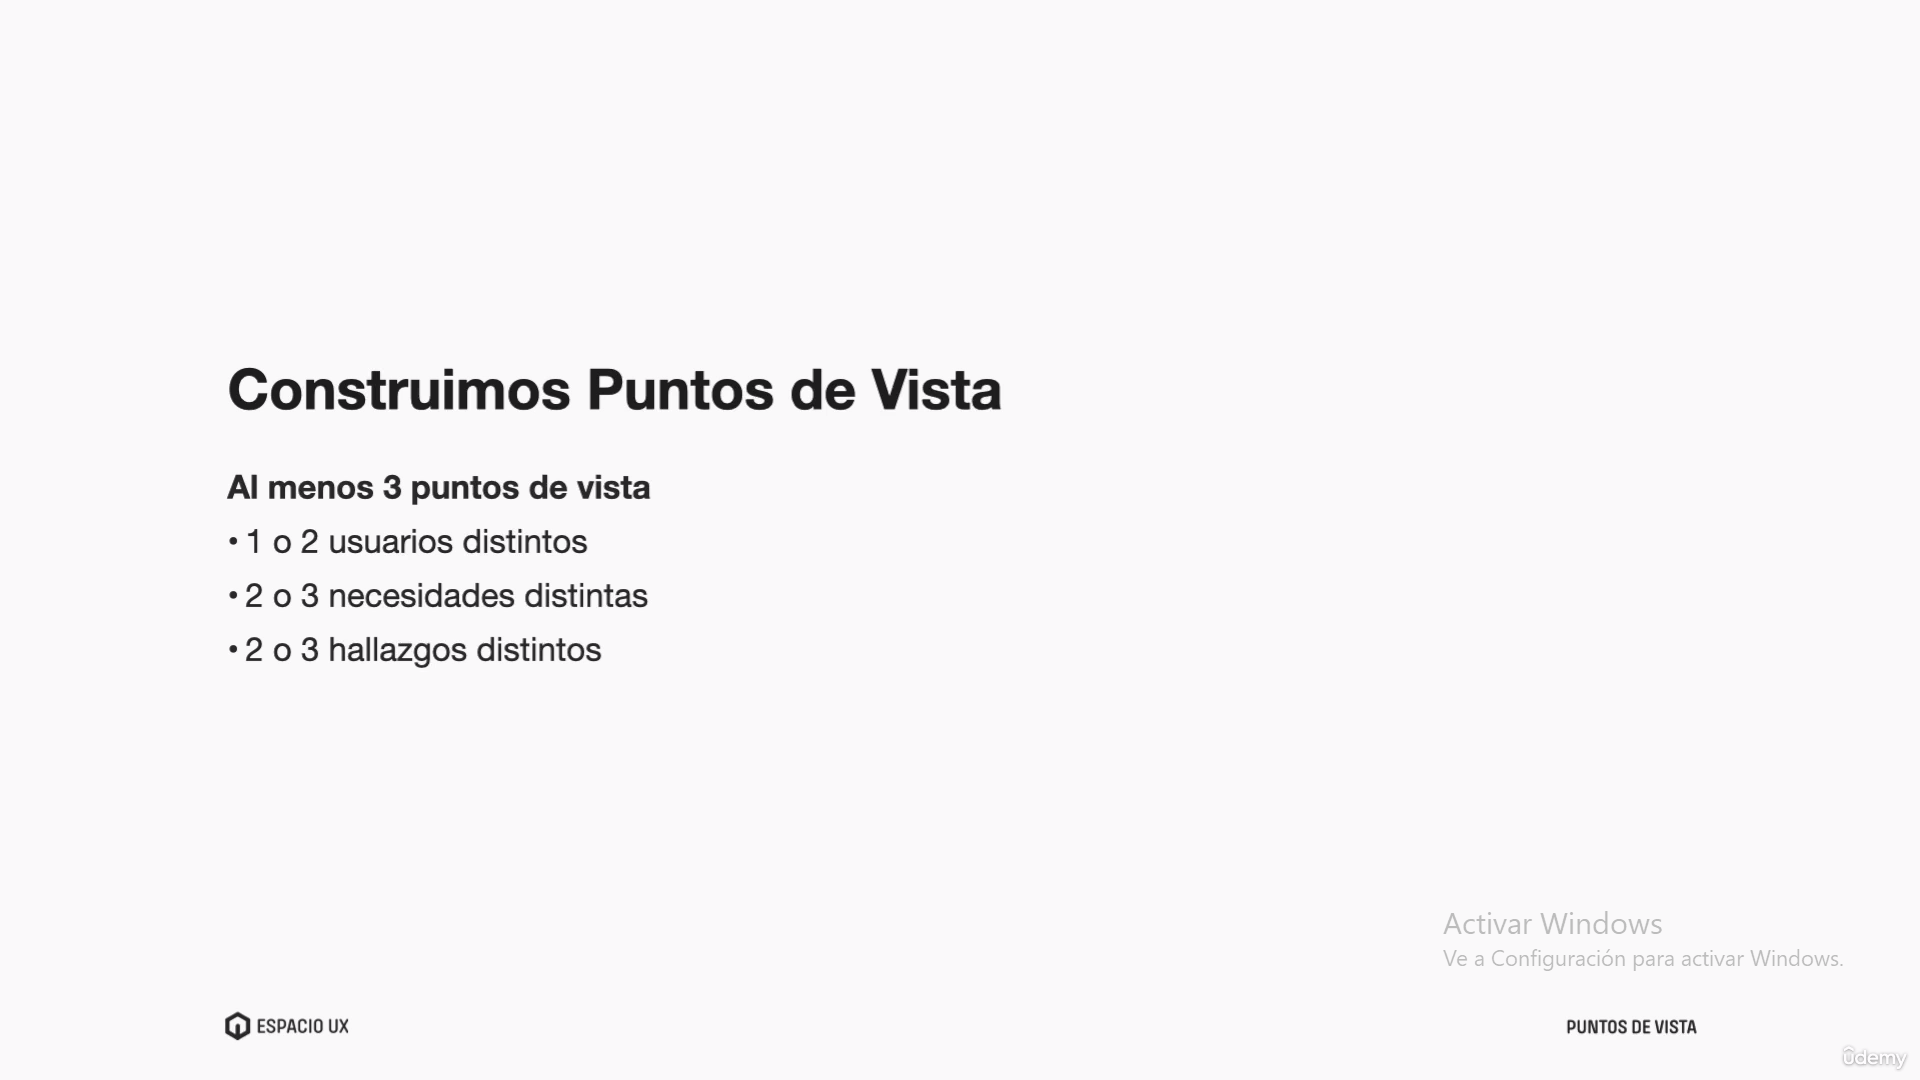 Construimos Puntos de Vista
Al menos 3 puntos de vista
• 1 o 2 usuarios distintos
• 2 o 3 necesidades distintas
• 2 o 3 hallazgos distintos
Activar Windows
Ve a Configuración para activar Windows.
ESPACIO UX
PUNTOS DE VISTA
ûdemy